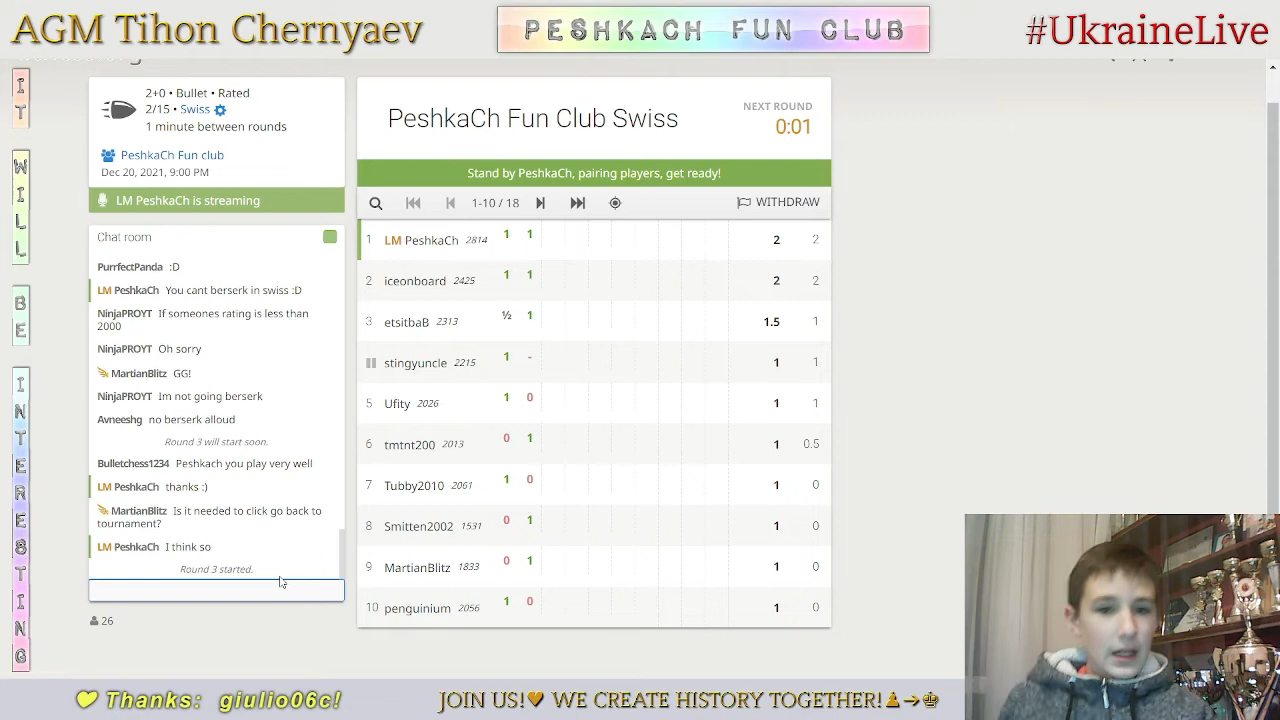 AGM Tihon Chernyaev
PESHKACH FUN CLUB
#UkraineLive
IT
WILL
BE
INTERESTING
2+0 • Bullet • Rated
2/15 • Swiss
1 minute between rounds
PeshkaCh Fun club
Dec 20, 2021, 9:00 PM
LM PeshkaCh is streaming
Chat room
PurrfectPanda :D
LM PeshkaCh You cant berserk in swiss :D
NinjaPROYT If someones rating is less than
2000
NinjaPROYT Oh sorry
MartianBlitz GG!
NinjaPROYT Im not going berserk
Avneeshg no berserk alloud
Round 3 will start soon.
Bulletchess1234 Peshkach you play very well
LM PeshkaCh thanks :)
MartianBlitz Is it needed to click go back to
tournament?
LM PeshkaCh I think so
Round 3 started.
26
PeshkaCh Fun Club Swiss
NEXT ROUND
0:01
Stand by PeshkaCh, pairing players, get ready!
1-10 / 18
WITHDRAW
1 LM PeshkaCh 2814 1 1 2 2
2 iceonboard 2425 1 1 2 2
3 etsitbaB 2313 ½ 1 1.5 1
stingyuncle 2215 1 - 1 1
5 Ufity 2026 1 0 1 1
6 tmtnt200 2013 0 1 1 0.5
7 Tubby2010 2061 1 0 1 0
8 Smitten2002 1531 0 1 1 0
9 MartianBlitz 1833 0 1 1 0
10 penguinium 2056 1 0 1 0
Thanks: giulio06c!
JOIN US! WE CREATE HISTORY TOGETHER!